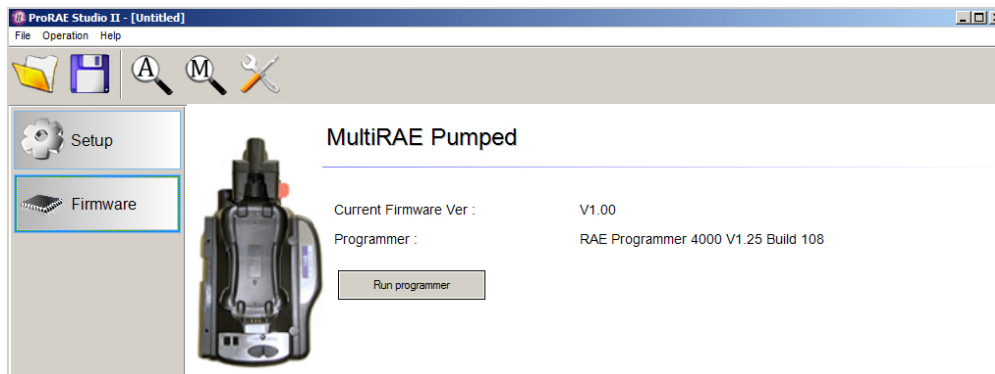 ProRAE Studio II - [Untitled]
File Operation Help
A M
Setup
MultiRAE Pumped
Firmware
Current Firmware Ver : V1.00
Programmer : RAE Programmer 4000 V1.25 Build 108
Run programmer